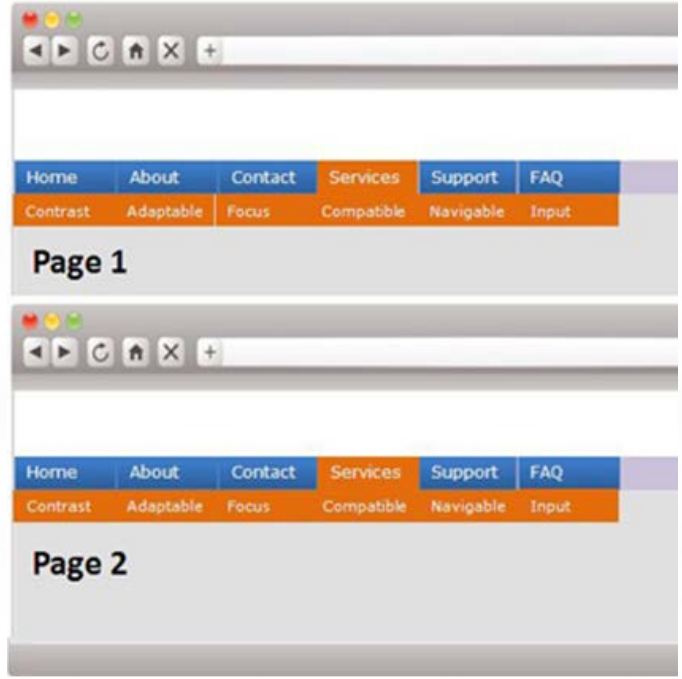 Home About Contact Services Support FAQ
Contrast Adaptable Focus Compatible Navigable Input
Page 1
Home About Contact Services Support FAQ
Contrast Adaptable Focus Compatible Navigable Input
Page 2